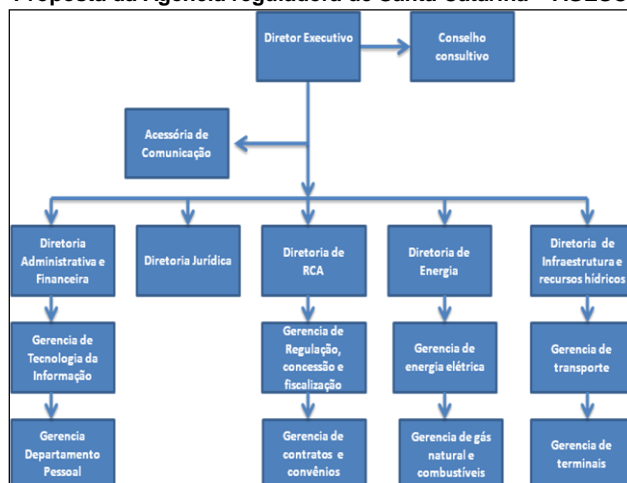 Proposta da Agência reguladora de Santa Catarina
Diretor Executivo
Conselho
consultivo
Acessória de
Comunicação
Diretoria
Administrativa e
Financeira
Diretoria Jurídica
Diretoria de
RCA
Diretoria de
Energia
Diretoria de
Infraestrutura e
recursos hídricos
Gerencia de
Tecnologia da
Informação
Gerencia de
Regulação,
concessão e
fiscalização
Gerencia de
energia elétrica
Gerencia de
transporte
Gerencia
Departamento
Pessoal
Gerencia de
contratos e
convênios
Gerencia de gás
natural e
combustíveis
Gerencia de
terminais